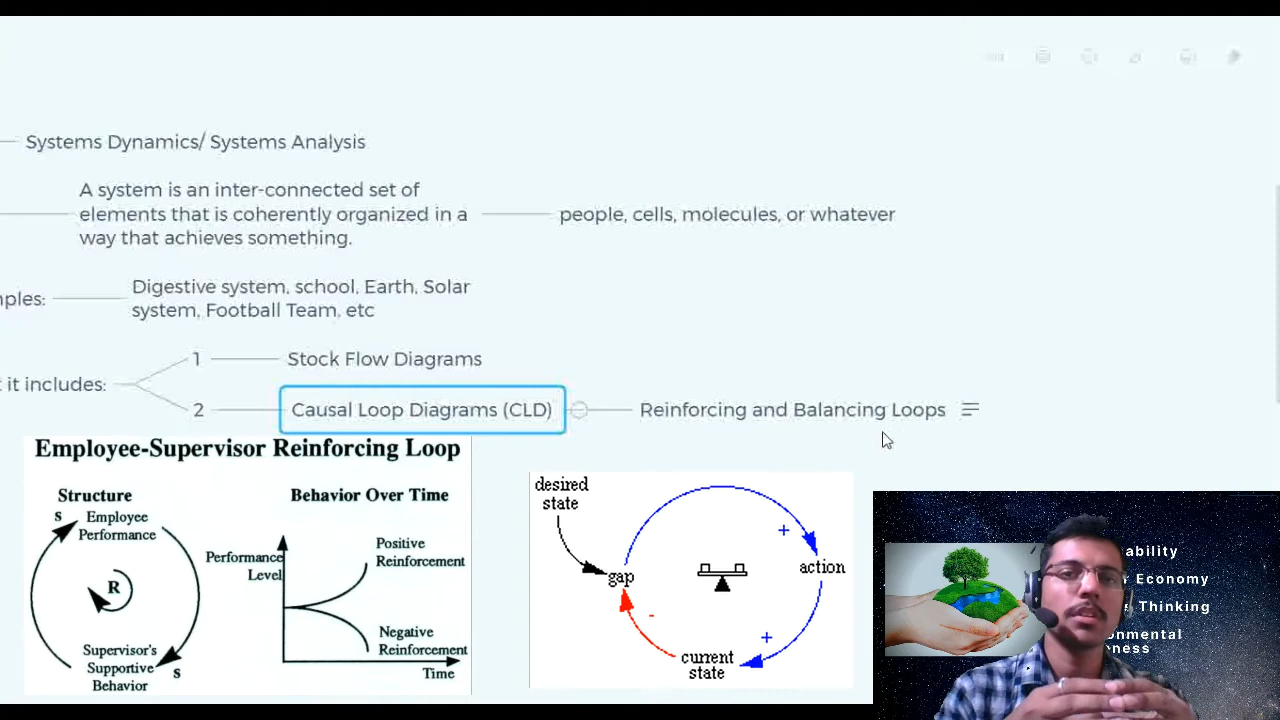 Systems Dynamics/ Systems Analysis
A system is an inter-connected set of
elements that is coherently organized in a
way that achieves something.
people, cells, molecules, or whatever
Digestive system, school, Earth, Solar
system, Football Team, etc
1
Stock Flow Diagrams
it includes:
2
Causal Loop Diagrams (CLD)
Reinforcing and Balancing Loops
Employee-Supervisor Reinforcing Loop
Structure
Behavior Over Time
s
Employee
Performance
R
Supervisor's
Supportive
Behavior
s
Performance
Level
Positive
Reinforcement
Negative
Reinforcement
Time
desired
state
gap
+
action
-
+
current
state
Economy
Thinking